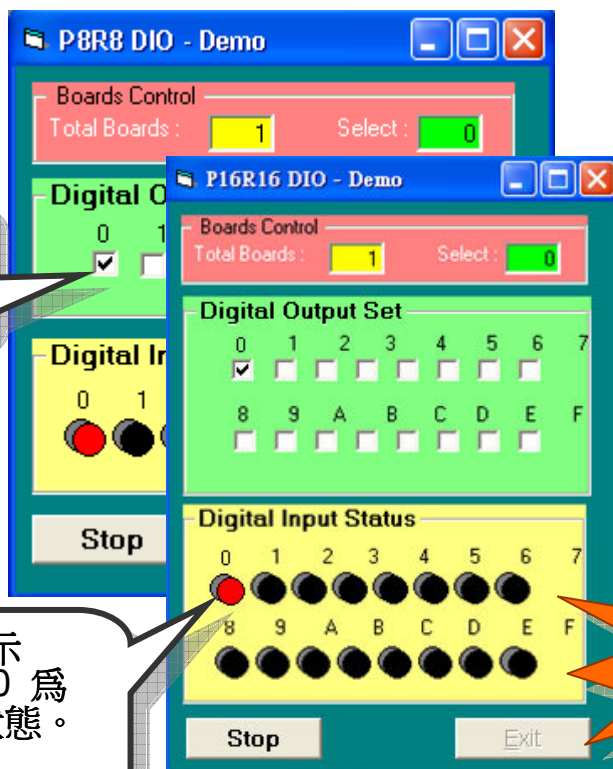 P8R8 DIO - Demo
Boards Control
Total Boards : 1 Select : 0
Digital O
0 1
Digital In
0 1
Stop
P16R16 DIO - Demo
Boards Control
Total Boards : 1 Select : 0
Digital Output Set
0 1 2 3 4 5 6 7
8 9 A B C D E F
Digital Input Status
0 1 2 3 4 5 6 7
8 9 A B C D E F
Stop Exit
示
0 爲
態。